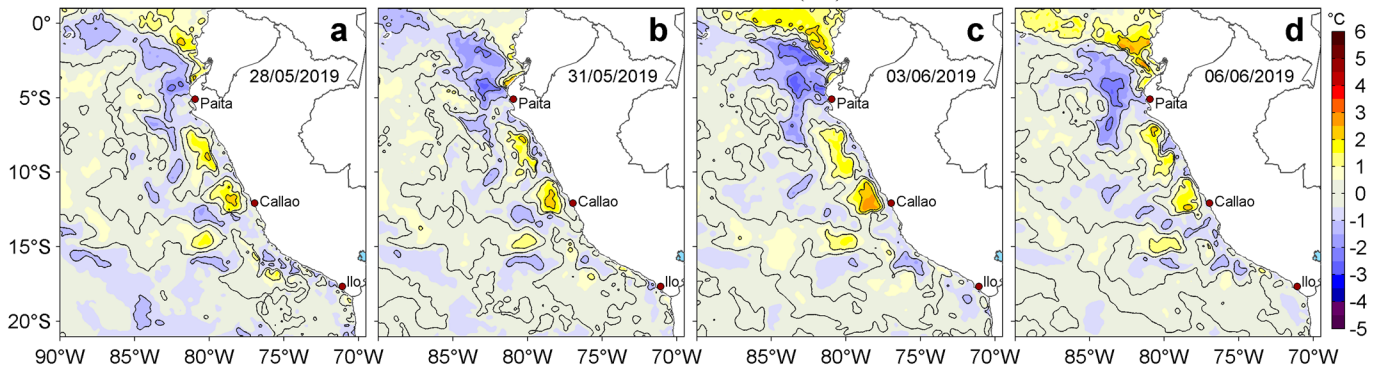 a
28/05/2019
Paita
Callao
Ilo
b
31/05/2019
Paita
Callao
Ilo
c
03/06/2019
Paita
Callao
Ilo
d
06/06/2019
Paita
Callao
Ilo
0°
5°S
10°S
15°S
20°S
90°W 85°W 80°W 75°W 70°W
85°W 80°W 75°W 70°W
85°W 80°W 75°W 70°W
85°W 80°W 75°W 70°W
°C
6
5
4
3
2
1
0
-1
-2
-3
-4
-5